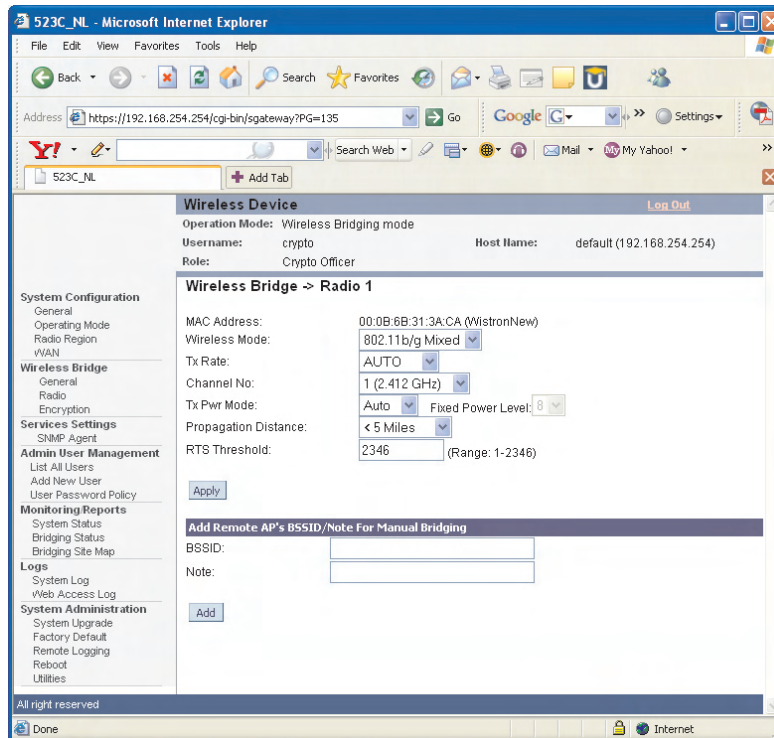 523C_NL - Microsoft Internet Explorer
File Edit View Favorites Tools Help
Back Search Favorites
Address https://192.168.254.254/cgi-bin/sgateway?PG=135 Go Google G Settings
Y! Search Web Mail My My Yahoo!
523C_NL Add Tab
Wireless Device Log Out
Operation Mode: Wireless Bridging mode
Username: crypto Host Name: default (192.168.254.254)
Role: Crypto Officer
System Configuration
General
Operating Mode
Radio Region
WAN
Wireless Bridge
General
Radio
Encryption
Services Settings
SNMP Agent
Admin User Management
List All Users
Add New User
User Password Policy
Monitoring/Reports
System Status
Bridging Status
Bridging Site Map
Logs
System Log
Web Access Log
System Administration
System Upgrade
Factory Default
Remote Logging
Reboot
Utilities
Wireless Bridge -> Radio 1
MAC Address: 00:0B:6B:31:3A:CA (WistronNew)
Wireless Mode: 802.11b/g Mixed
Tx Rate: AUTO
Channel No: 1 (2.412 GHz)
Tx Pwr Mode: Auto Fixed Power Level: 8
Propagation Distance: < 5 Miles
RTS Threshold: 2346 (Range: 1-2346)
Apply
Add Remote AP's BSSID/Note For Manual Bridging
BSSID:
Note:
Add
All right reserved
Done Internet